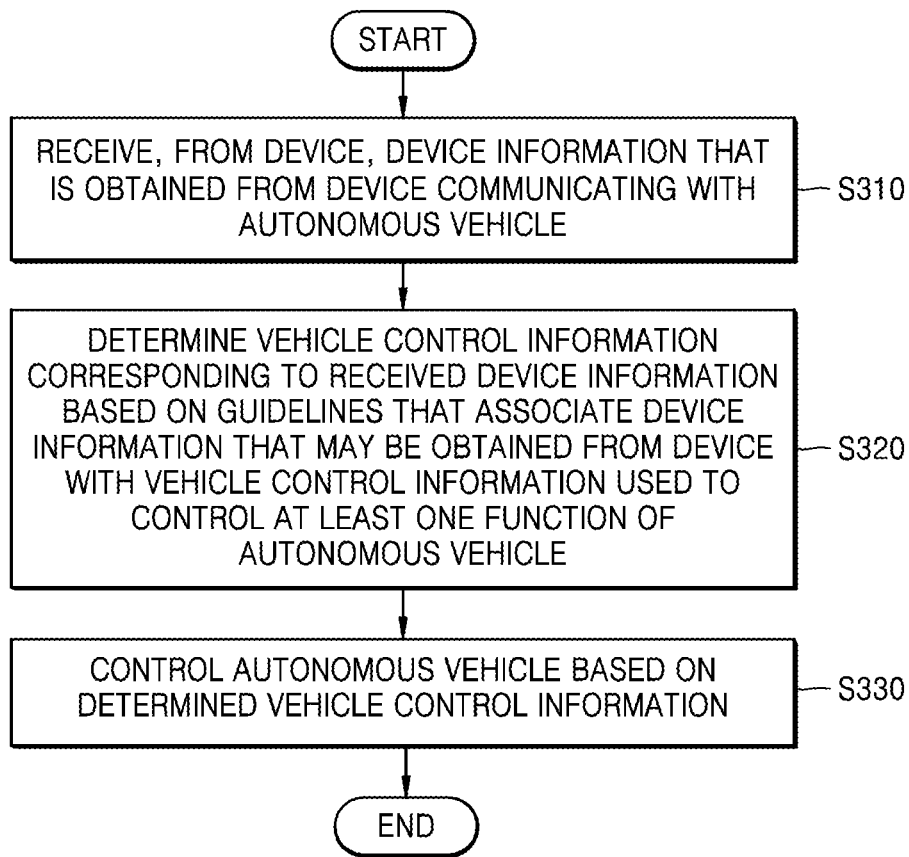 START
RECEIVE, FROM DEVICE, DEVICE INFORMATION THAT
IS OBTAINED FROM DEVICE COMMUNICATING WITH
AUTONOMOUS VEHICLE
S310
DETERMINE VEHICLE CONTROL INFORMATION
CORRESPONDING TO RECEIVED DEVICE INFORMATION
BASED ON GUIDELINES THAT ASSOCIATE DEVICE
INFORMATION THAT MAY BE OBTAINED FROM DEVICE
WITH VEHICLE CONTROL INFORMATION USED TO
CONTROL AT LEAST ONE FUNCTION OF
AUTONOMOUS VEHICLE
S320
CONTROL AUTONOMOUS VEHICLE BASED ON
DETERMINED VEHICLE CONTROL INFORMATION
S330
END